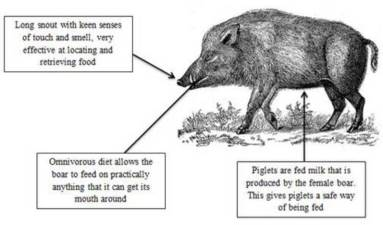 Long snout with keen senses
of touch and smell, very
effective at locating and
retrieving food
Omnivorous diet allows the
boar to feed on practically
anything that it can get its
mouth around
Piglets are fed milk that is
produced by the female boar.
This gives piglets a safe way
of being fed